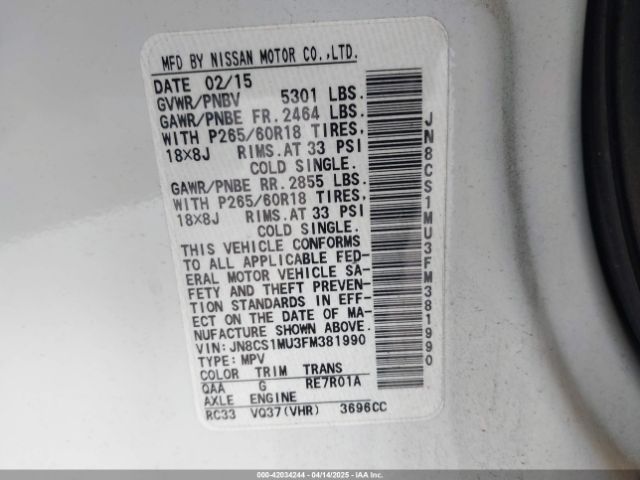 MFD BY NISSAN MOTOR CO.,LTD.
DATE 02/15
GVWR/PNBV 5301 LBS.
GAWR/PNBE FR. 2464 LBS.
WITH P265/60R18 TIRES,
18X8J RIMS.AT 33 PSI
COLD SINGLE.
GAWR/PNBE RR. 2855 LBS.
WITH P265/60R18 TIRES,
18X8J RIMS.AT 33 PSI
COLD SINGLE.
THIS VEHICLE CONFORMS
TO ALL APPLICABLE FED-
ERAL MOTOR VEHICLE SA-
FETY AND THEFT PREVEN-
TION STANDARDS IN EFF-
ECT ON THE DATE OF MA-
NUFACTURE SHOWN ABOVE.
VIN: JN8CS1MU3FM381990
TYPE: MPV
COLOR TRIM TRANS
QAA G RE7R01A
AXLE ENGINE
RC33 VQ37(VHR) 3696CC
JN8CS1MU3FM381990
000-42034244 - 04/14/2025 - IAA Inc.